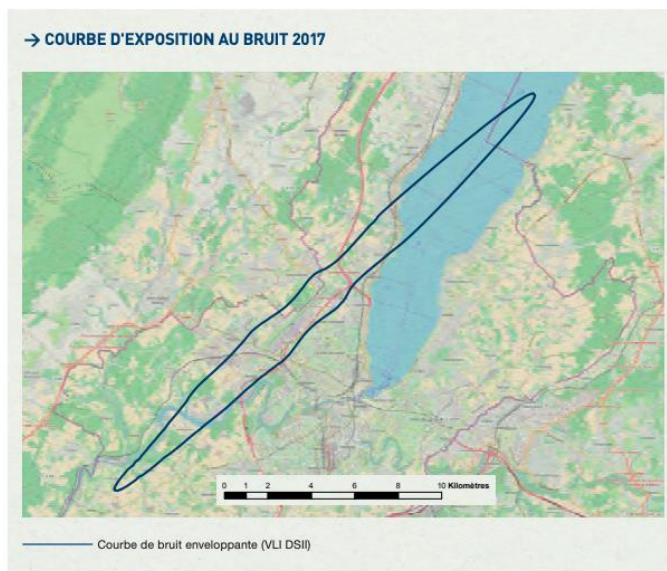 → COURBE D'EXPOSITION AU BRUIT 2017
0 1 2 4 6 8 10 Kilomètres
Courbe de bruit enveloppante (VLI DSII)